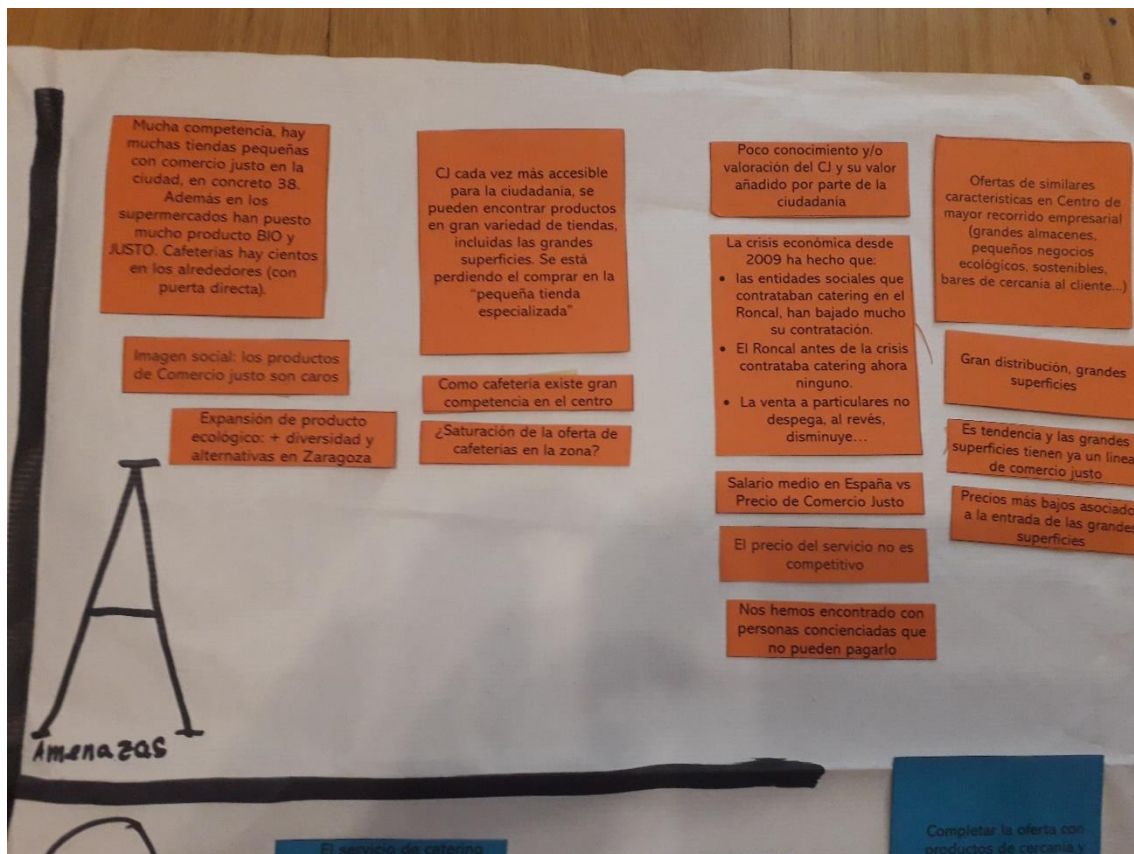 Mucha competencia, hay
muchas tiendas pequeñas
con comercio justo en la
ciudad, en concreto 38.
Además en los
supermercados han puesto
mucho producto BIO y
JUSTO. Cafeterías hay cientos
en los alrededores (con
puerta directa).
Imagen social: los productos
de Comercio justo son caros
Expansión de producto
ecológico: + diversidad y
alternativas en Zaragoza
CJ cada vez más accesible
para la ciudadanía, se
pueden encontrar productos
en gran variedad de tiendas,
incluidas las grandes
superficies. Se está
perdiendo el comprar en la
“pequeña tienda
especializada”
Como cafetería existe gran
competencia en el centro
¿Saturación de la oferta de
cafeterías en la zona?
Poco conocimiento y/o
valoración del CJ y su valor
añadido por parte de la
ciudadanía
La crisis económica desde
2009 ha hecho que:
• las entidades sociales que
contrataban catering en el
Roncal, han bajado mucho
su contratación.
• El Roncal antes de la crisis
contrataba catering ahora
ninguno.
• La venta a particulares no
despega, al revés,
disminuye…
Salario medio en España vs
Precio de Comercio Justo
El precio del servicio no es
competitivo
Nos hemos encontrado con
personas concienciadas que
no pueden pagarlo
Ofertas de similares
características en Centro de
mayor recorrido empresarial
(grandes almacenes,
pequeños negocios
ecológicos, sostenibles,
bares de cercanía al cliente...)
Gran distribución, grandes
superficies
Es tendencia y las grandes
superficies tienen ya un linea
de comercio justo
Precios más bajos asociado
a la entrada de las grandes
superficies
A
Amenazas
El servicio de catering
Completar la oferta con
productos de cercanía y